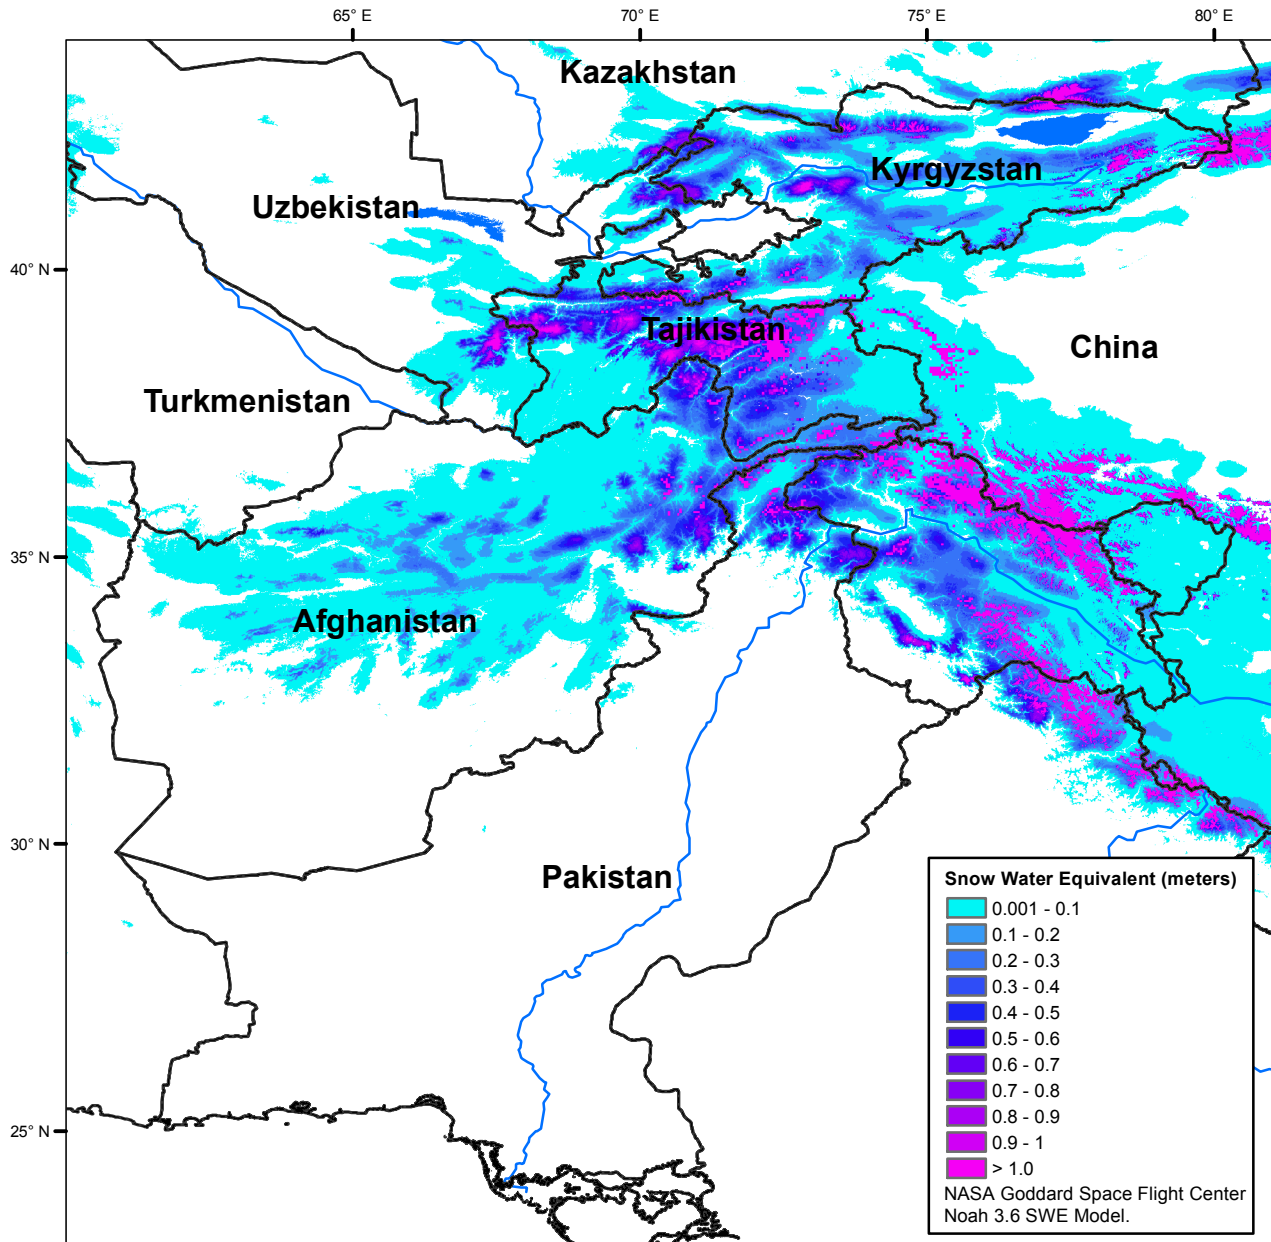 65° E
70° E
75° E
80° E
Kazakhstan
Kyrgyzstan
Uzbekistan
40° N
Tajikistan
China
Turkmenistan
35° N
Afghanistan
30° N
Pakistan
25° N
Snow Water Equivalent (meters)
0.001 - 0.1
0.1 - 0.2
0.2 - 0.3
0.3 - 0.4
0.4 - 0.5
0.5 - 0.6
0.6 - 0.7
0.7 - 0.8
0.8 - 0.9
0.9 - 1
> 1.0
NASA Goddard Space Flight Center
Noah 3.6 SWE Model.